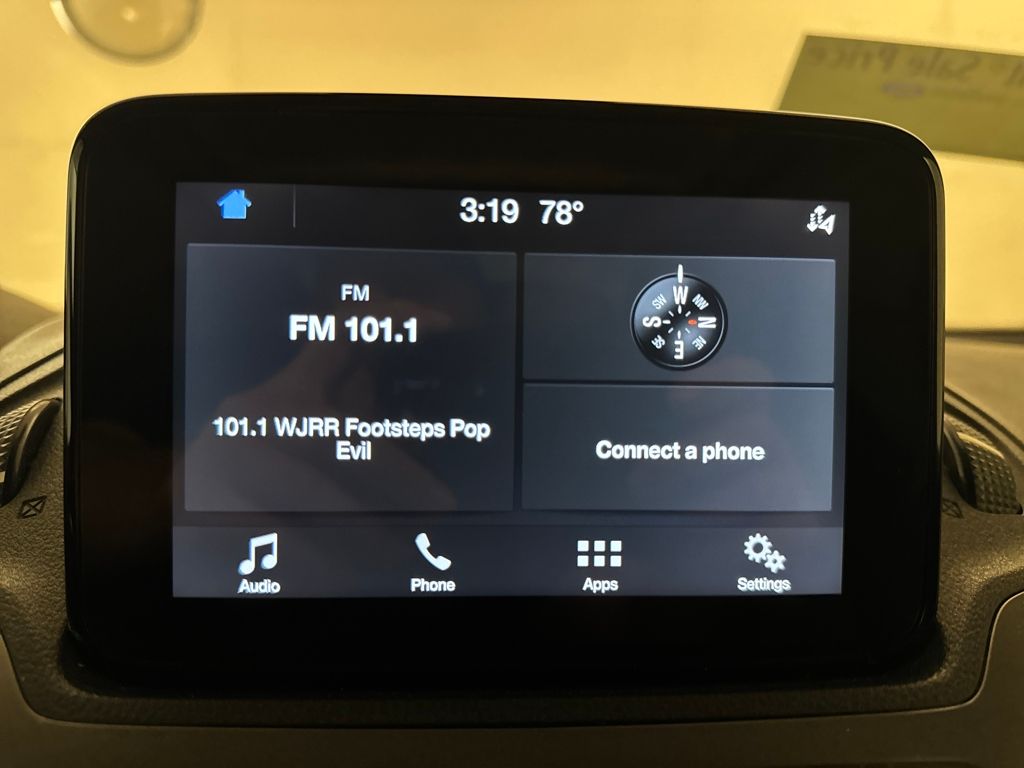 Sale Price
3:19 78°
FM
FM 101.1
101.1 WJRR Footsteps Pop
Evil
W
NW
N
NE
E
SE
S
SW
Connect a phone
Audio
Phone
Apps
Settings